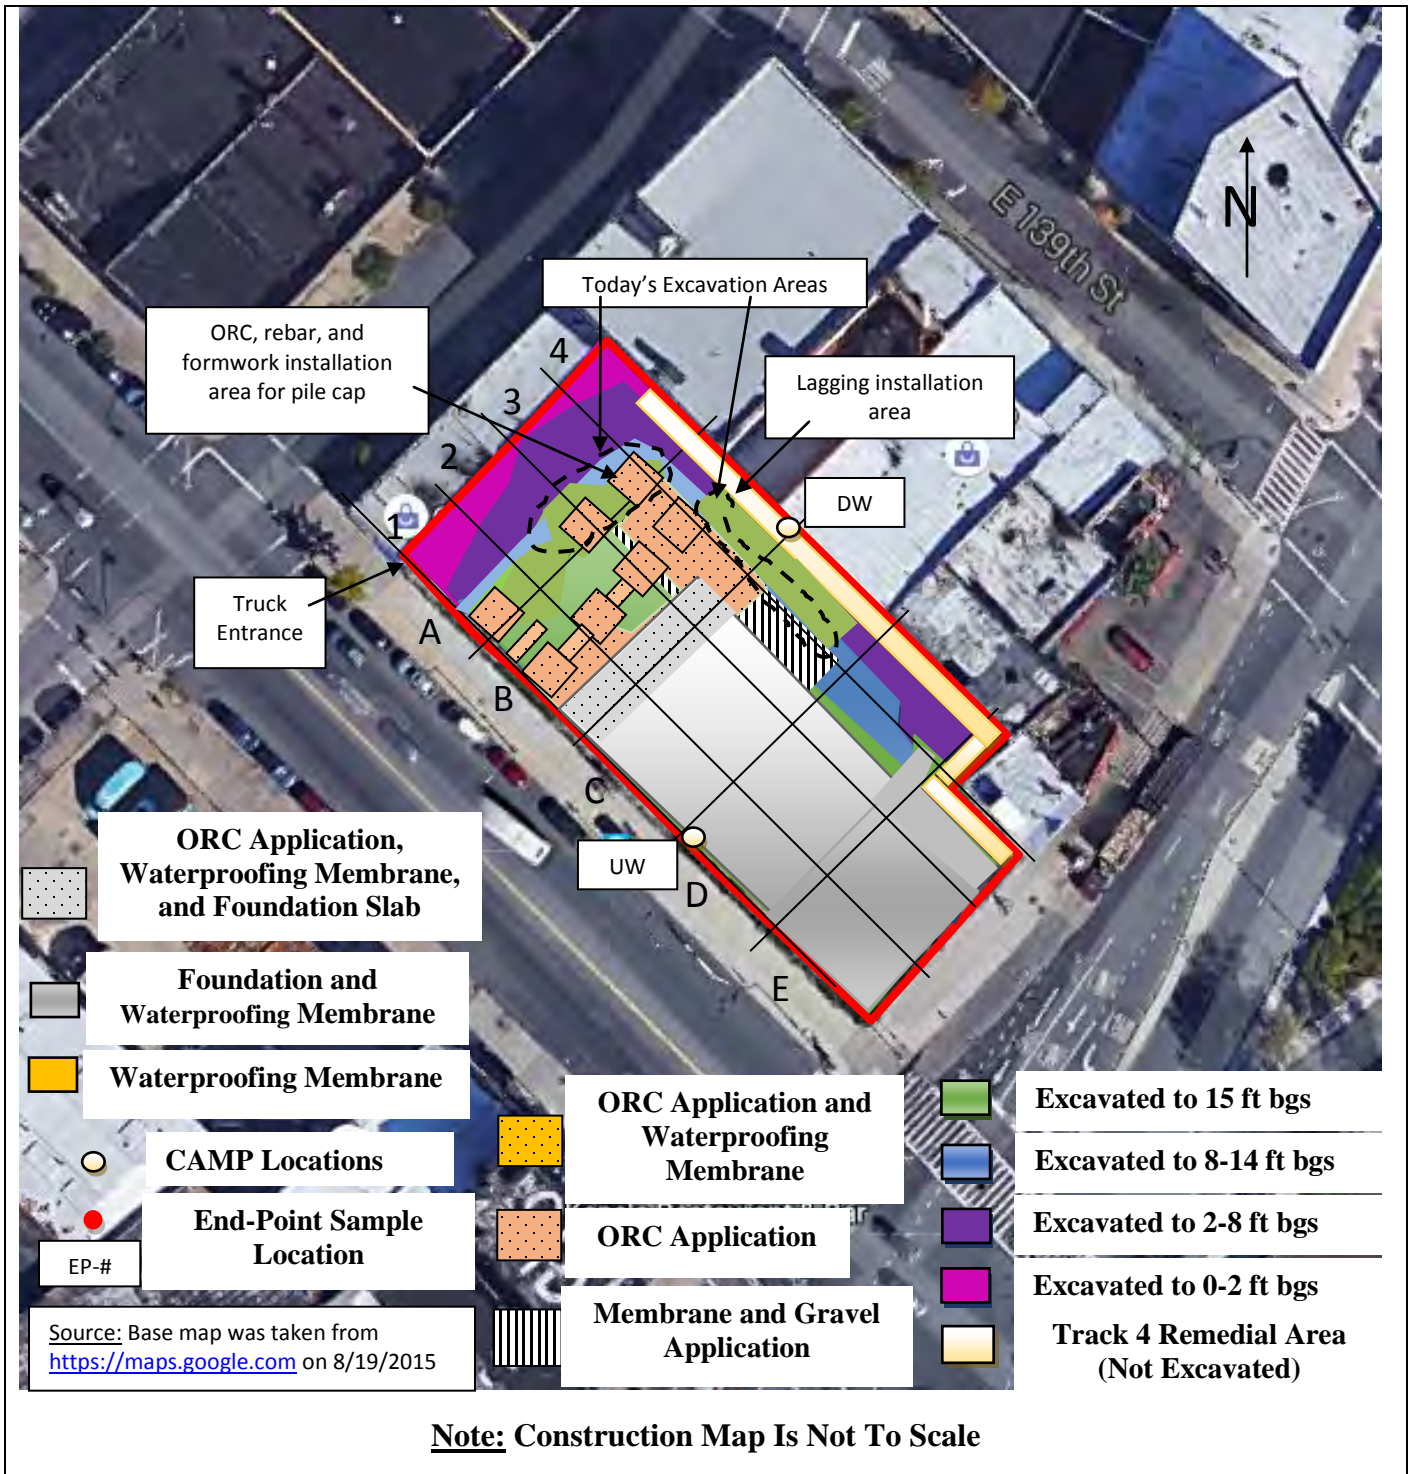 E 139th St
N
Today's Excavation Areas
ORC, rebar, and
formwork installation
area for pile cap
4
Lagging installation
area
3
2
DW
1
Truck
Entrance
A
B
C
UW
D
E
ORC Application,
Waterproofing Membrane,
and Foundation Slab
Foundation and
Waterproofing Membrane
Waterproofing Membrane
CAMP Locations
End-Point Sample
Location
EP-#
ORC Application and
Waterproofing
Membrane
ORC Application
Membrane and Gravel
Application
Excavated to 15 ft bgs
Excavated to 8-14 ft bgs
Excavated to 2-8 ft bgs
Excavated to 0-2 ft bgs
Track 4 Remedial Area
(Not Excavated)
Source: Base map was taken from
https://maps.google.com on 8/19/2015
Note: Construction Map Is Not To Scale